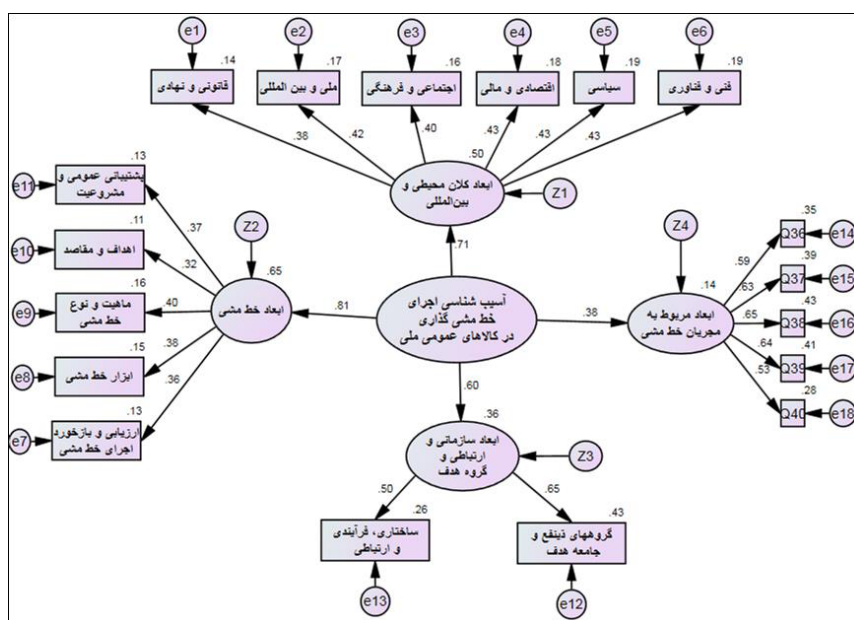 e1
e2
e3
e4
e5
e6
.14
.17
.16
.18
.19
.19
قانونی و نهادی
ملی و بین المللی
اجتماعی و فرهنگی
اقتصادی و مالی
سیاسی
فنی و فناوری
.38
.42
.40
.43
.43
.43
.50
ابعاد کلان محیطی و
بین‌المللی
Z1
.71
e11
.13
پشتیبانی عمومی و
مشروعیت
.37
e10
.11
اهداف و مقاصد
.32
e9
.16
ماهیت و نوع
خط مشی
.40
e8
.15
ابزار خط مشی
.38
e7
.13
ارزیابی و بازخورد
اجرای خط مشی
.36
Z2
.65
ابعاد خط مشی
.81
آسیب شناسی اجرای
خط مشی گذاری
در کالاهای عمومی ملی
.38
Z4
.14
ابعاد مربوط به
مجریان خط مشی
.59
.35
Q36
e14
.63
.39
Q37
e15
.65
.43
Q38
e16
.64
.41
Q39
e17
.53
.28
Q40
e18
.60
.36
ابعاد سازمانی و
ارتباطی و
گروه هدف
Z3
.50
.65
.26
ساختاری، فرآیندی
و ارتباطی
.43
گروههای ذینفع و
جامعه هدف
e13
e12